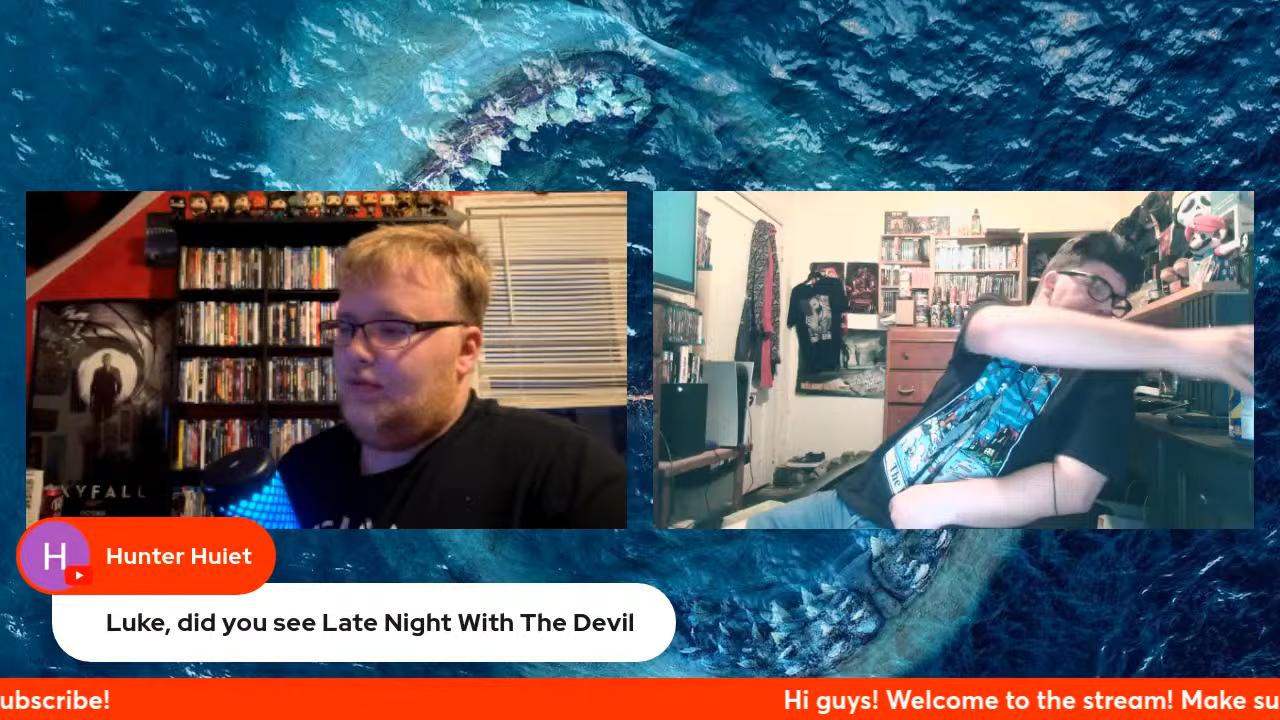 KYFALL
The
H
Hunter Huiet
Luke, did you see Late Night With The Devil
ubscribe!
Hi guys! Welcome to the stream! Make su